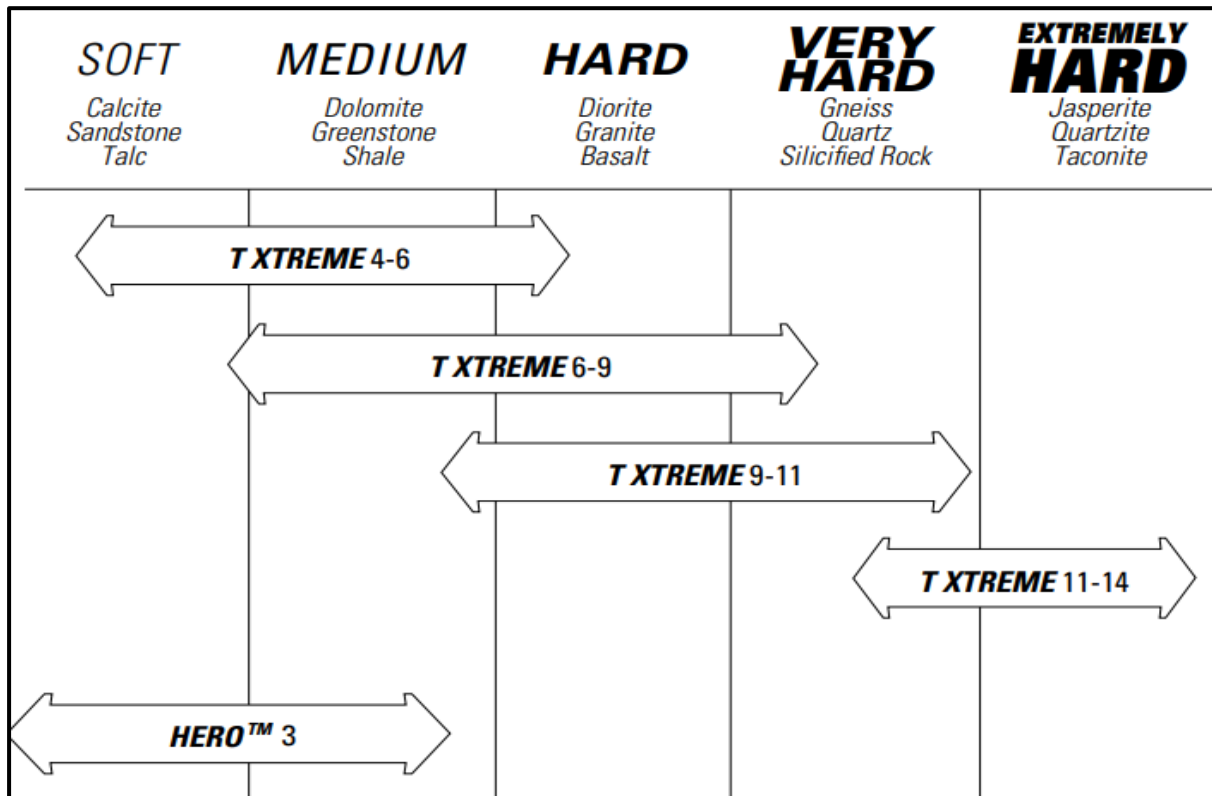 SOFT
Calcite
Sandstone
Talc
MEDIUM
Dolomite
Greenstone
Shale
HARD
Diorite
Granite
Basalt
VERY
HARD
Gneiss
Quartz
Silicified Rock
EXTREMELY
HARD
Jasperite
Quartzite
Taconite
T XTREME 4-6
T XTREME 6-9
T XTREME 9-11
T XTREME 11-14
HERO™ 3